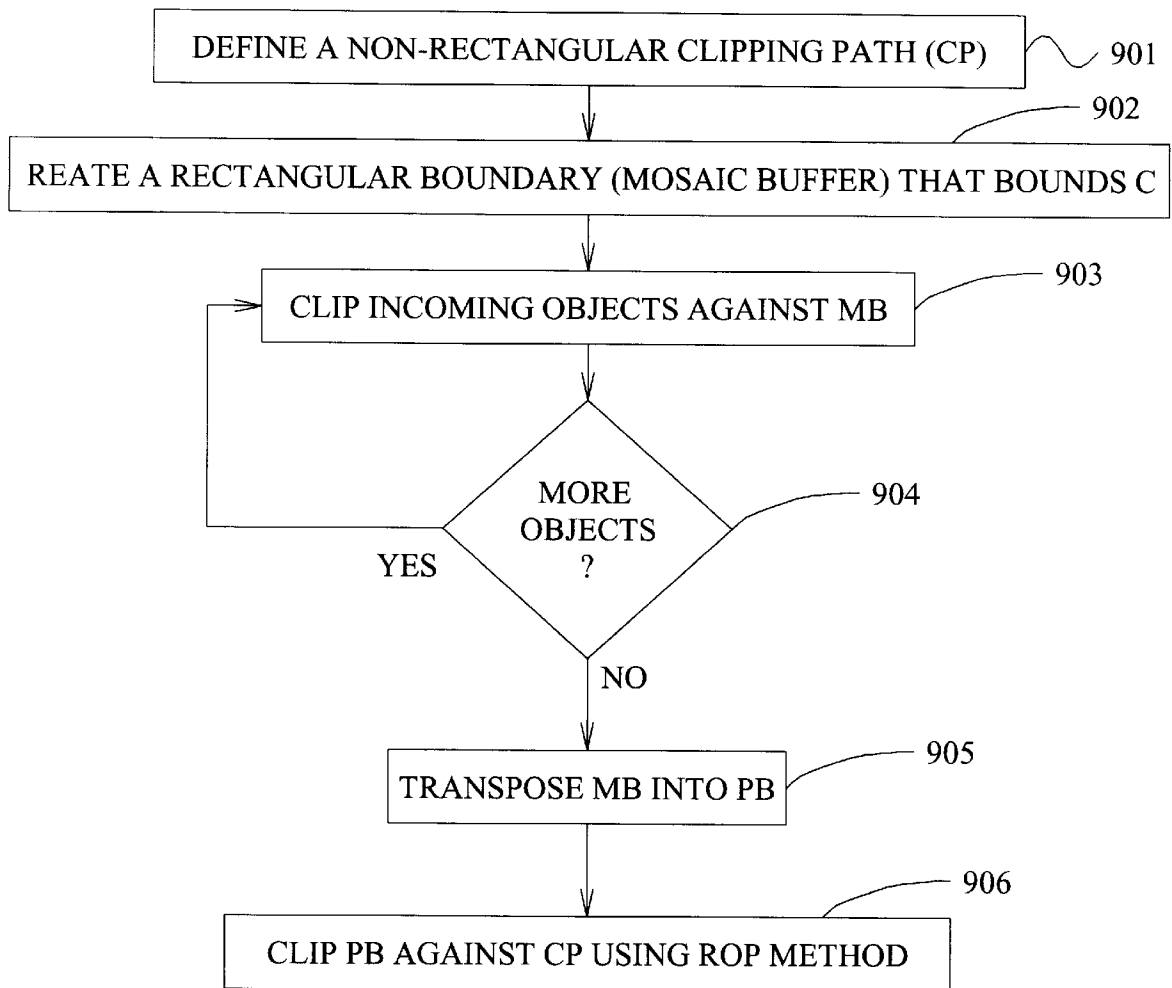 DEFINE A NON-RECTANGULAR CLIPPING PATH (CP)
901
902
REATE A RECTANGULAR BOUNDARY (MOSAIC BUFFER) THAT BOUNDS C
903
CLIP INCOMING OBJECTS AGAINST MB
MORE
OBJECTS
?
904
YES
NO
905
TRANSPOSE MB INTO PB
906
CLIP PB AGAINST CP USING ROP METHOD